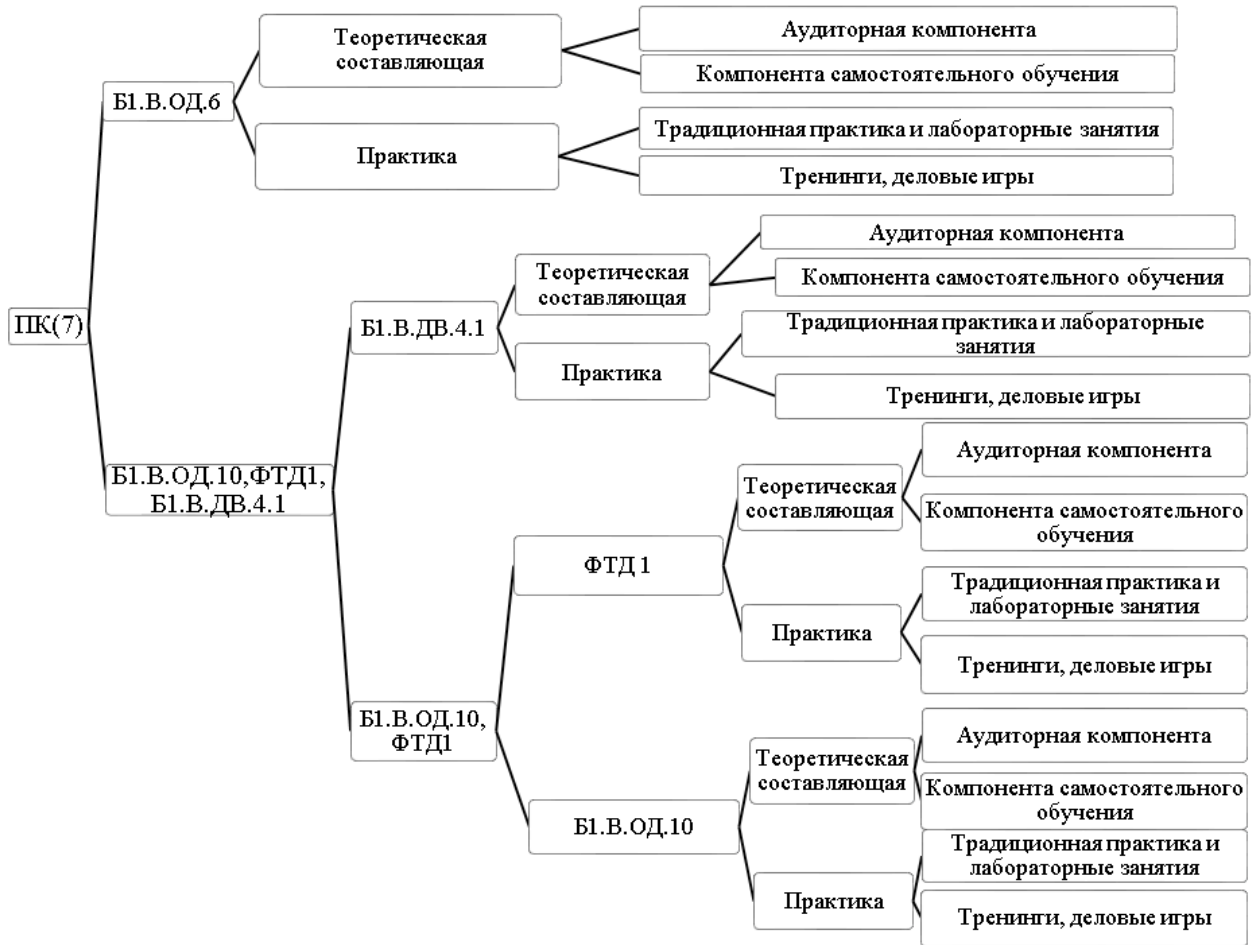 Теоретическая
составляющая
Аудиторная компонента
Компонента самостоятельного обучения
Б1.В.ОД.6
Практика
Традиционная практика и лабораторные занятия
Тренинги, деловые игры
ПК(7)
Б1.В.ДВ.4.1
Теоретическая
составляющая
Аудиторная компонента
Компонента самостоятельного обучения
Практика
Традиционная практика и лабораторные
занятия
Тренинги, деловые игры
Б1.В.ОД.10,ФТД1,
Б1.В.ДВ.4.1
ФТД 1
Теоретическая
составляющая
Аудиторная компонента
Компонента самостоятельного
обучения
Практика
Традиционная практика и
лабораторные занятия
Тренинги, деловые игры
Б1.В.ОД.10,
ФТД1
Б1.В.ОД.10
Теоретическая
составляющая
Аудиторная компонента
Компонента самостоятельного
обучения
Практика
Традиционная практика и
лабораторные занятия
Тренинги, деловые игры